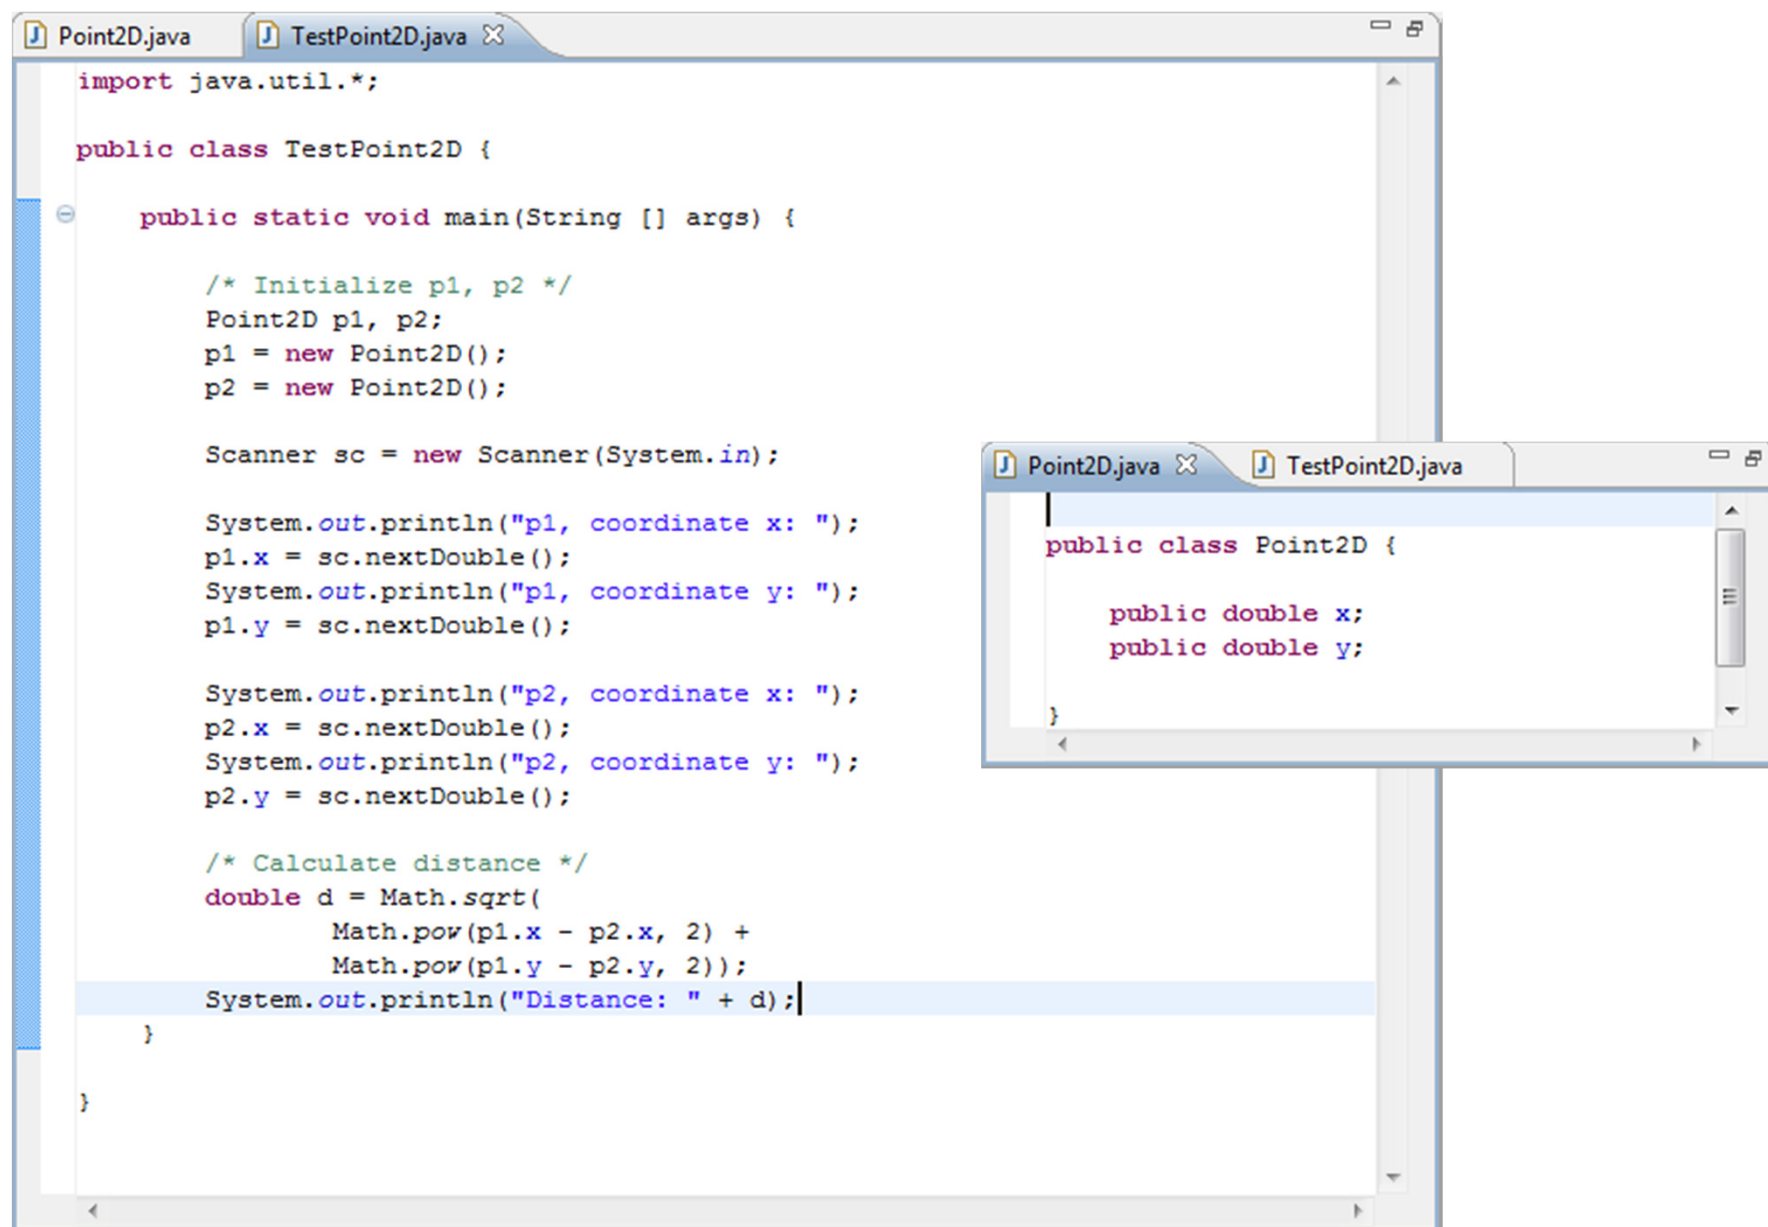 Point2D.java
TestPoint2D.java
import java.util.*;
public class TestPoint2D {
public static void main(String [] args) {
/* Initialize p1, p2 */
Point2D p1, p2;
p1 = new Point2D();
p2 = new Point2D();
Scanner sc = new Scanner(System.in);
System.out.println("p1, coordinate x: ");
p1.x = sc.nextDouble();
System.out.println("p1, coordinate y: ");
p1.y = sc.nextDouble();
System.out.println("p2, coordinate x: ");
p2.x = sc.nextDouble();
System.out.println("p2, coordinate y: ");
p2.y = sc.nextDouble();
/* Calculate distance */
double d = Math.sqrt(
Math.pow(p1.x - p2.x, 2) +
Math.pow(p1.y - p2.y, 2));
System.out.println("Distance: " + d);
}
}
Point2D.java
TestPoint2D.java
public class Point2D {
public double x;
public double y;
}